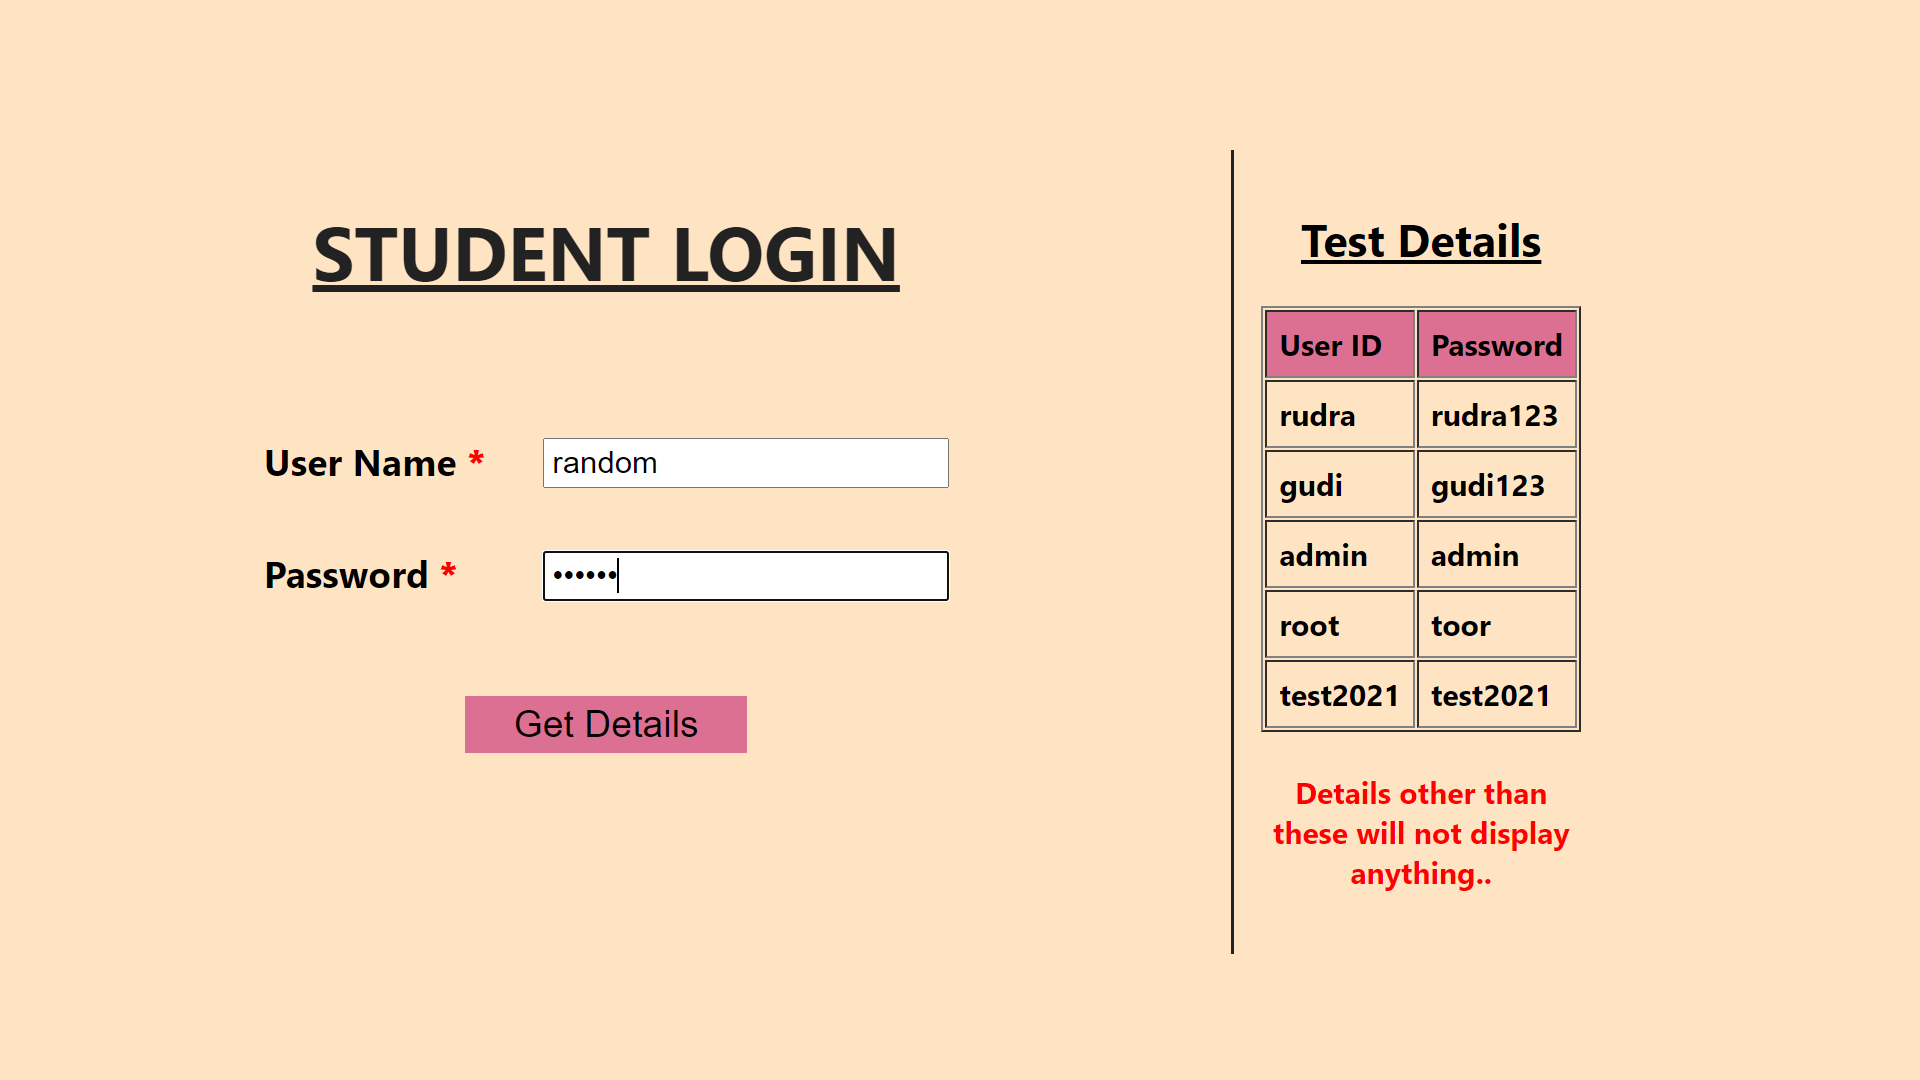 STUDENT LOGIN
User Name *
random
Password *
••••••
Get Details
Test Details
User ID Password
rudra rudra123
gudi gudi123
admin admin
root toor
test2021 test2021
Details other than
these will not display
anything..